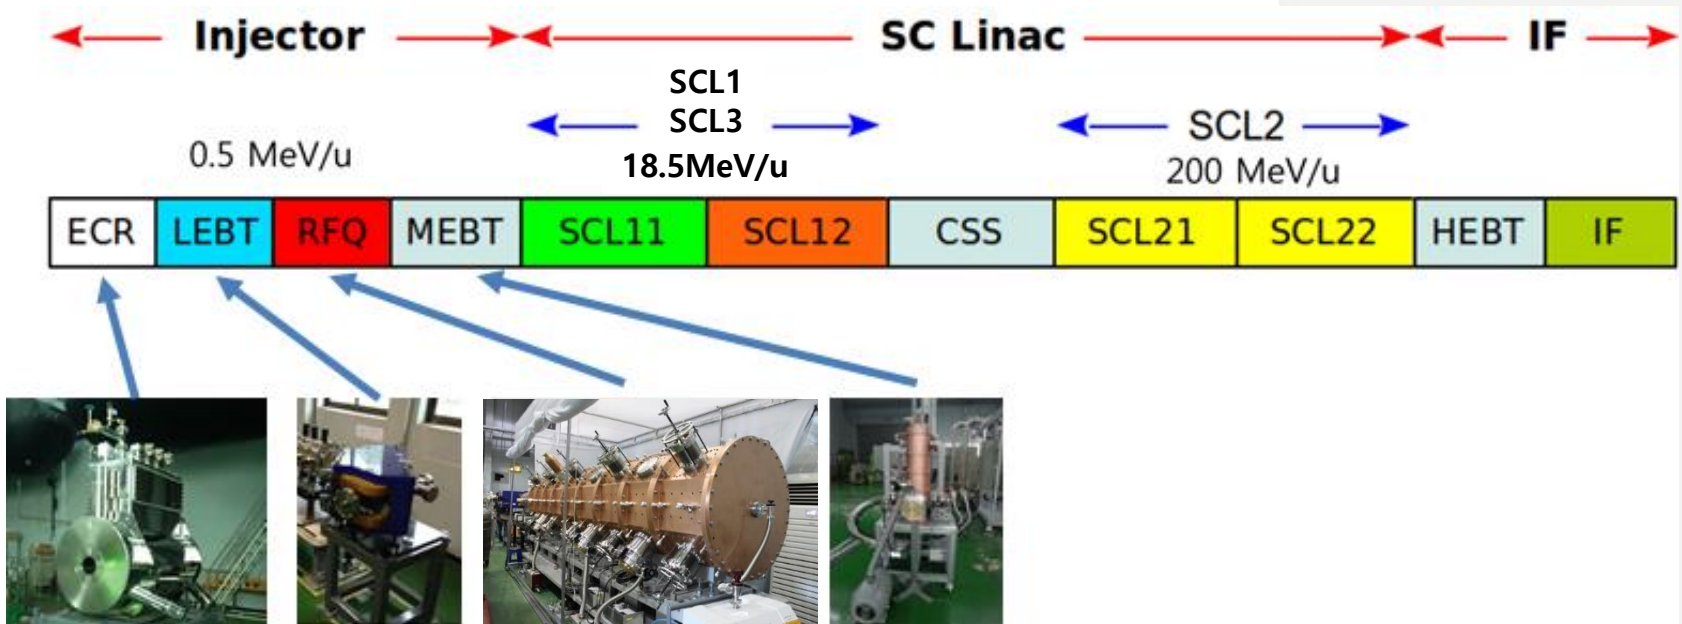 Injector
SC Linac
IF
SCL1
SCL3
SCL2
0.5 MeV/u
18.5MeV/u
200 MeV/u
ECR LEBT RFQ MEBT SCL11 SCL12 CSS SCL21 SCL22 HEBT IF